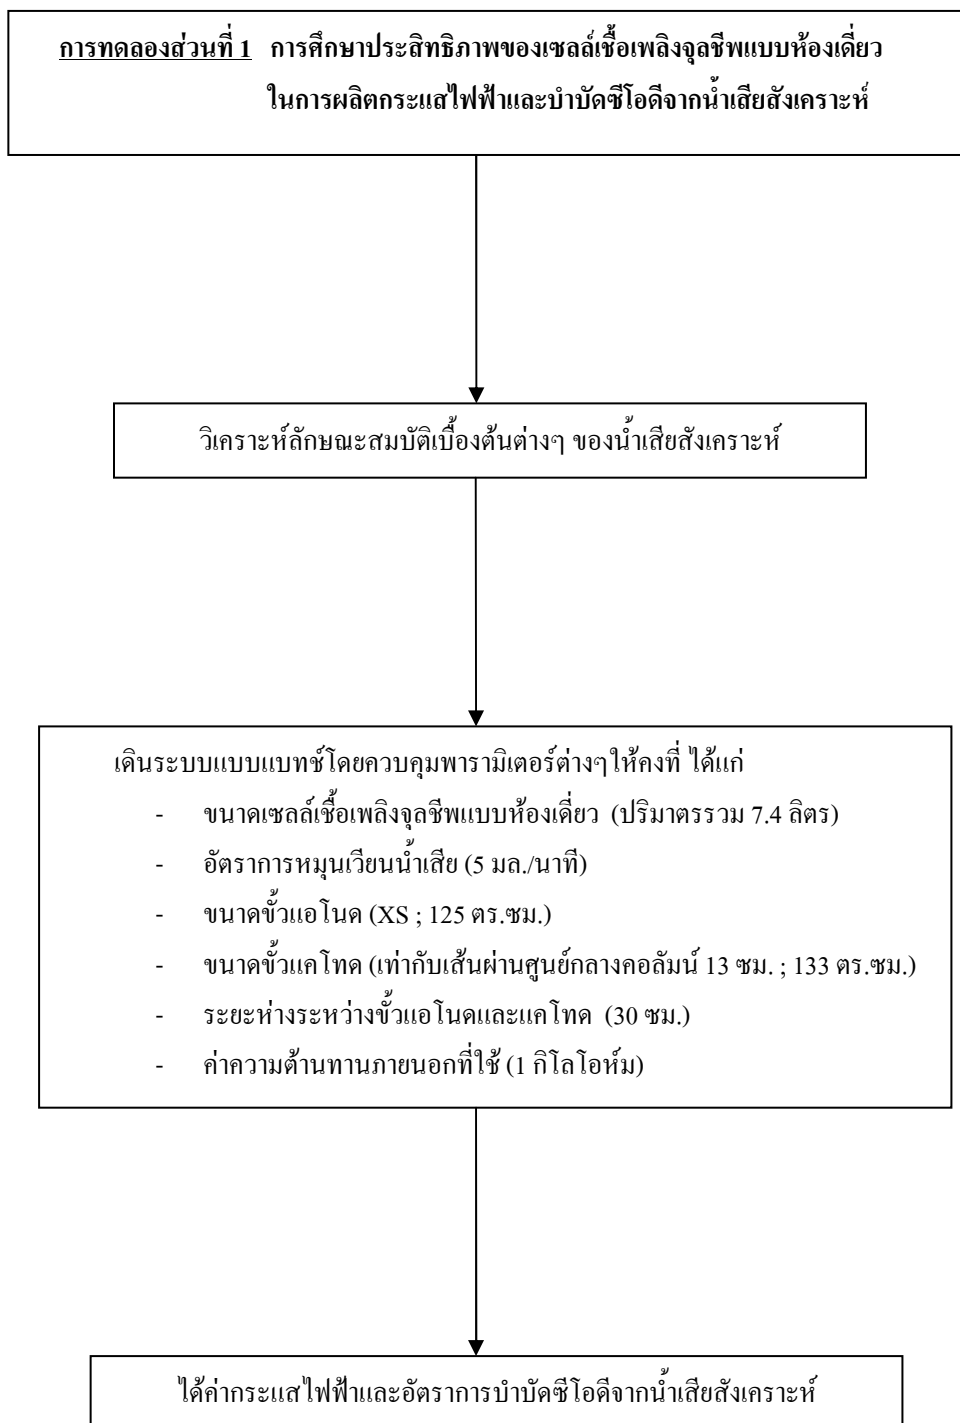 การทดลองส่วนที่ 1 การศึกษาประสิทธิภาพของเซลล์เชื้อเพลิงจุลชีพแบบห้องเดี่ยว
ในการผลิตกระแสไฟฟ้าและบำบัดซีโอดีจากน้ำเสียสังเคราะห์
วิเคราะห์ลักษณะสมบัติเบื้องต้นต่างๆ ของน้ำเสียสังเคราะห์
เดินระบบแบบแบทช์โดยควบคุมพารามิเตอร์ต่างๆให้คงที่ ได้แก่
- ขนาดเซลล์เชื้อเพลิงจุลชีพแบบห้องเดี่ยว (ปริมาตรรวม 7.4 ลิตร)
- อัตราการหมุนเวียนน้ำเสีย (5 มล./นาที)
- ขนาดขั้วแอโนด (XS ; 125 ตร.ซม.)
- ขนาดขั้วแคโทด (เท่ากับเส้นผ่านศูนย์กลางคอลัมน์ 13 ซม. ; 133 ตร.ซม.)
- ระยะห่างระหว่างขั้วแอโนดและแคโทด (30 ซม.)
- ค่าความต้านทานภายนอกที่ใช้ (1 กิโลโอห์ม)
ได้ค่ากระแสไฟฟ้าและอัตราการบำบัดซีโอดีจากน้ำเสียสังเคราะห์